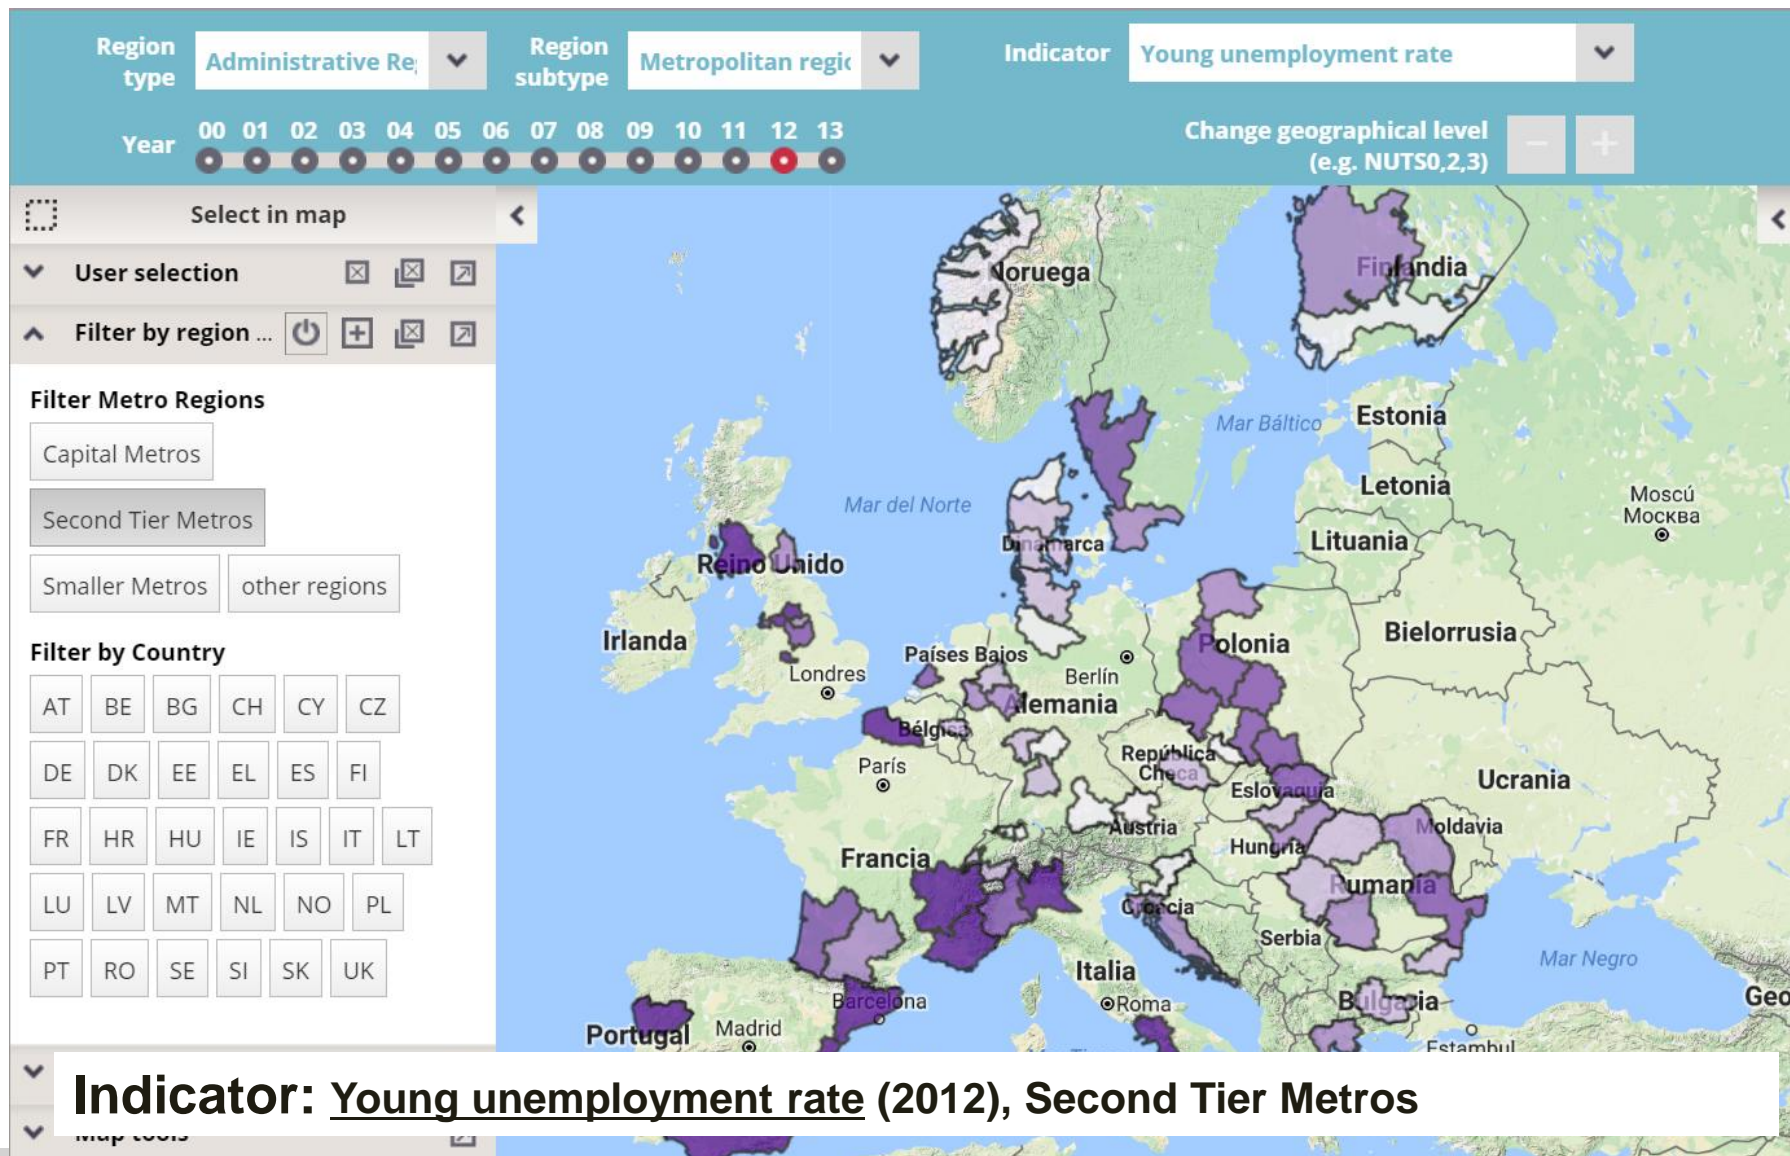 Region type
Administrative Re
Region subtype
Metropolitan regic
Indicator
Young unemployment rate
Year
00 01 02 03 04 05 06 07 08 09 10 11 12 13
Change geographical level
(e.g. NUTS0,2,3)
Select in map
User selection
Filter by region ...
Filter Metro Regions
Capital Metros
Second Tier Metros
Smaller Metros
other regions
Filter by Country
AT BE BG CH CY CZ
DE DK EE EL ES FI
FR HR HU IE IS IT LT
LU LV MT NL NO PL
PT RO SE SI SK UK
Map tools
Noruega
Finlandia
Mar Báltico
Estonia
Letonia
Moscú
Москва
Mar del Norte
Dinamarca
Lituania
Reino Unido
Irlanda
Bielorrusia
Polonia
Países Bajos
Londres
Berlín
Alemania
Bélgica
París
República
Checa
Ucrania
Eslovaquia
Austria
Moldavia
Hungría
Francia
Rumanía
Croacia
Serbia
Mar Negro
Italia
Roma
Barcelona
Bulgaria
Geo
Portugal
Madrid
Estambul
Indicator: Young unemployment rate (2012), Second Tier Metros